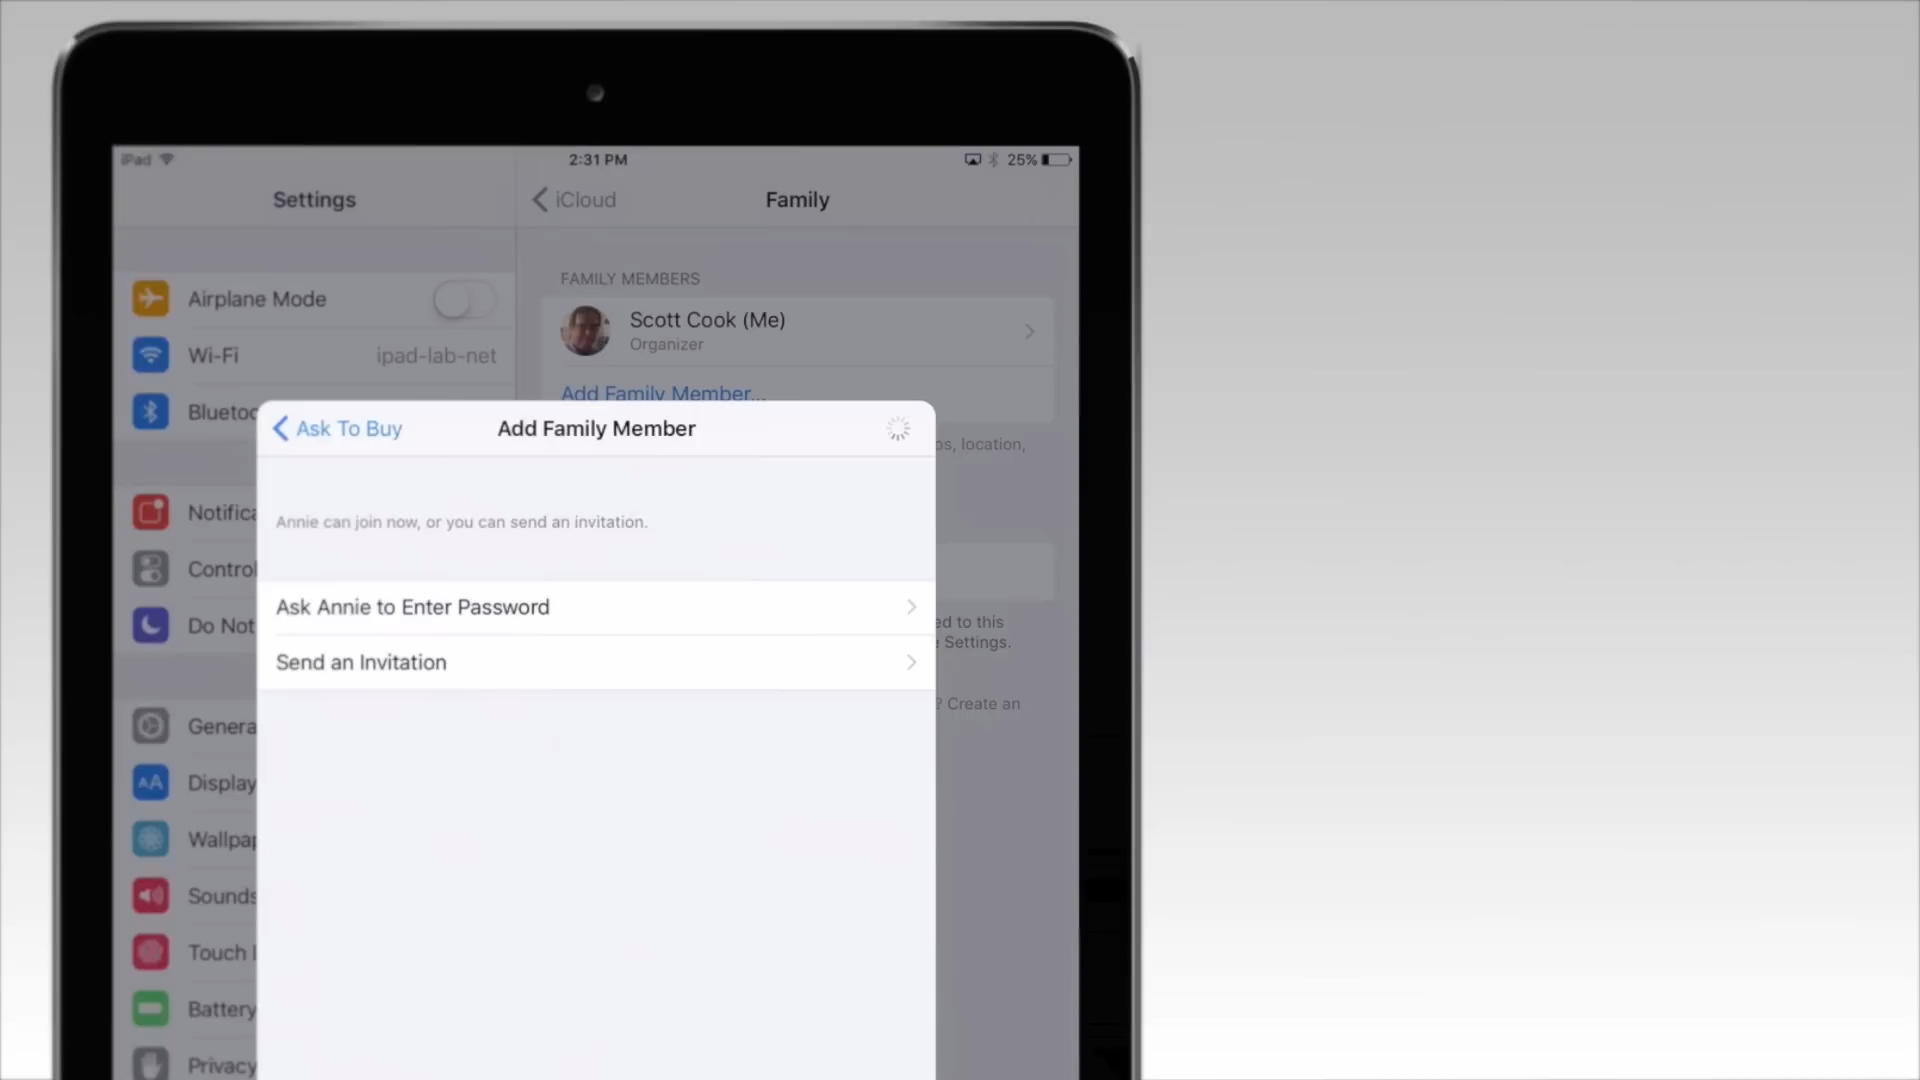 iPad
2:31 PM
25%
Settings
iCloud
Family
FAMILY MEMBERS
Airplane Mode
Scott Cook (Me)
Organizer
Wi-Fi
ipad-lab-net
Add Family Member...
Bluetoo
Ask To Buy
Add Family Member
os, location,
Notifica
Annie can join now, or you can send an invitation.
Control
Ask Annie to Enter Password
Do Not
ed to this
Settings.
Send an Invitation
Genera
? Create an
AA
Display
Wallpap
Sounds
Touch I
Battery
Privacy